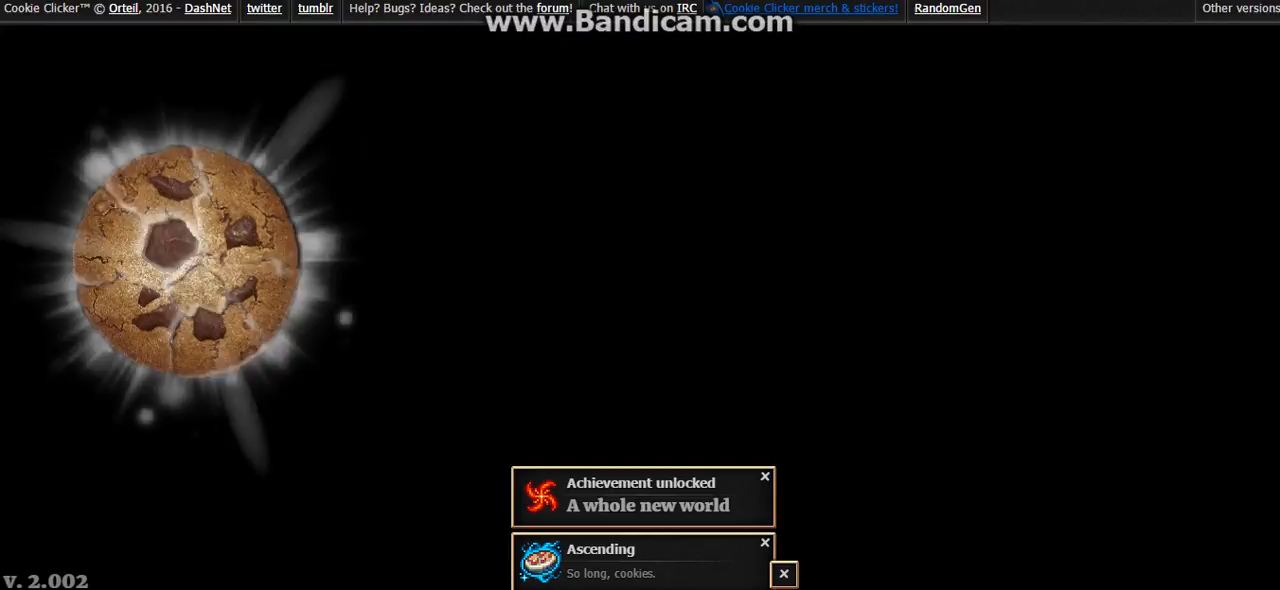 Cookie Clicker™ © Orteil, 2016 - DashNet twitter tumblr Help? Bugs? Ideas? Check out the forum! Chat with us on IRC Cookie Clicker merch & stickers! RandomGen Other versions
www.Bandicam.com
Achievement unlocked
A whole new world
Ascending
So long, cookies.
v. 2.002